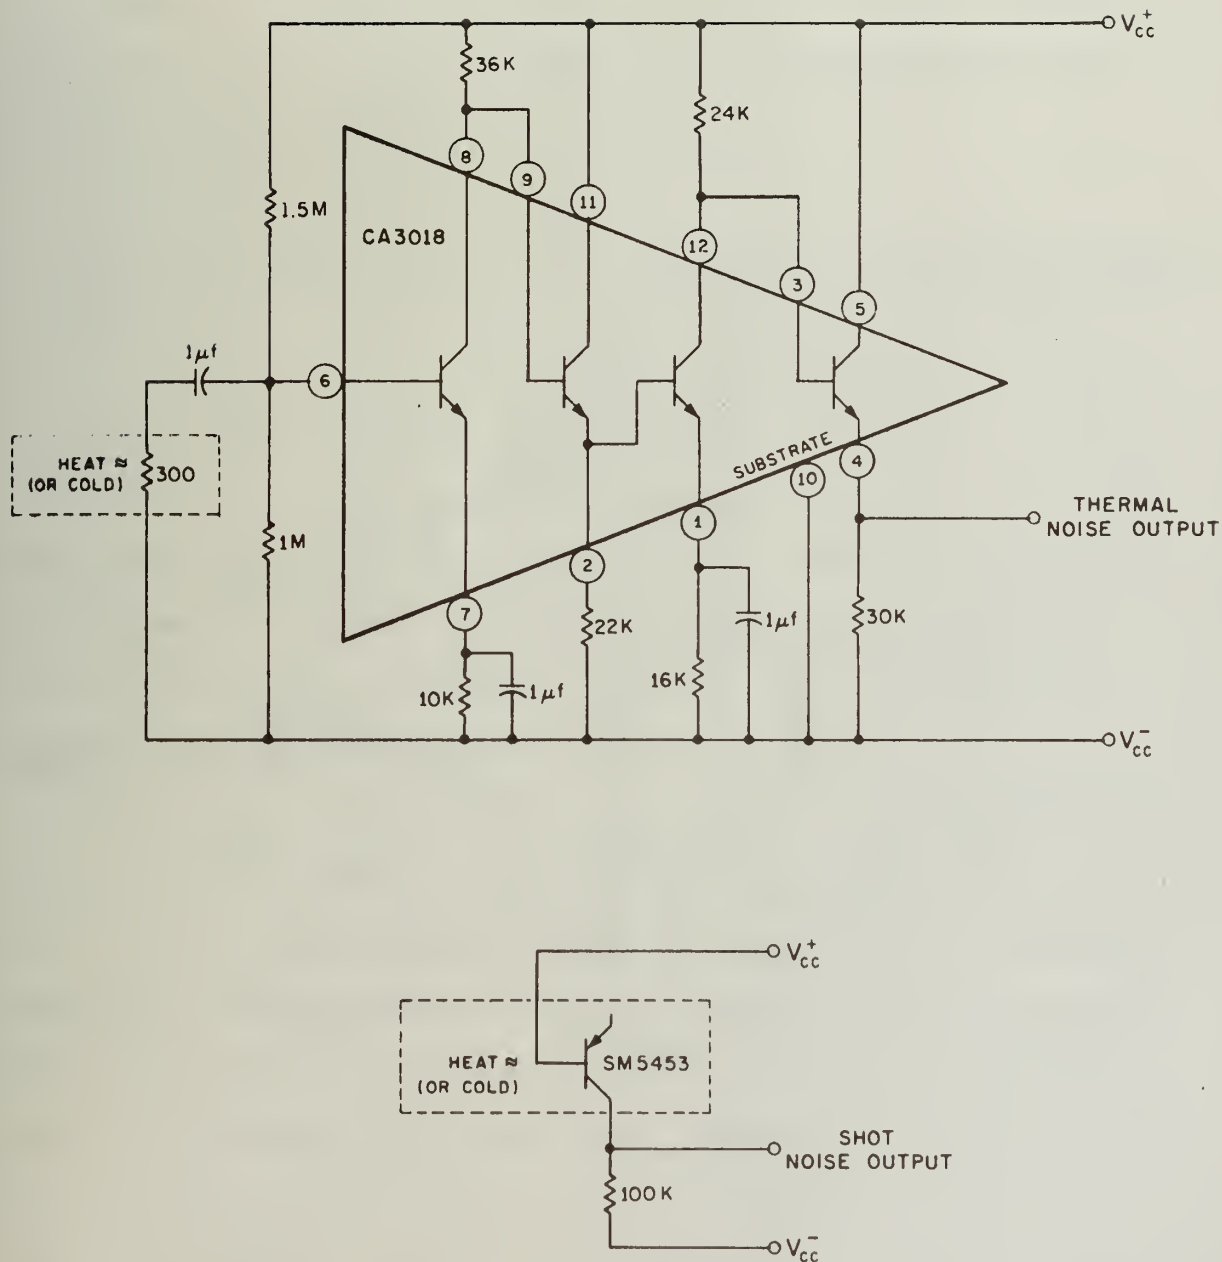 V⁺cc
36K
24K
8
9
11
1.5M
CA3018
12
3
5
1μf
6
HEAT ≈
(OR COLD)
300
SUBSTRATE
10
4
THERMAL
NOISE OUTPUT
1M
1
2
7
22K
1μf
30K
10K
1μf
16K
V⁻cc
V⁺cc
HEAT ≈
(OR COLD)
SM5453
SHOT
NOISE OUTPUT
100K
V⁻cc